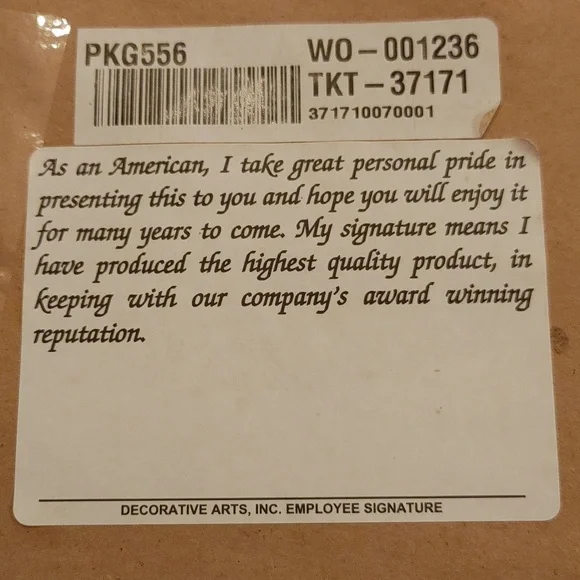 PKG556
WO-001236
TKT-37171
371710070001
As an American, I take great personal pride in
presenting this to you and hope you will enjoy it
for many years to come. My signature means I
have produced the highest quality product, in
keeping with our company's award winning
reputation.
DECORATIVE ARTS, INC. EMPLOYEE SIGNATURE